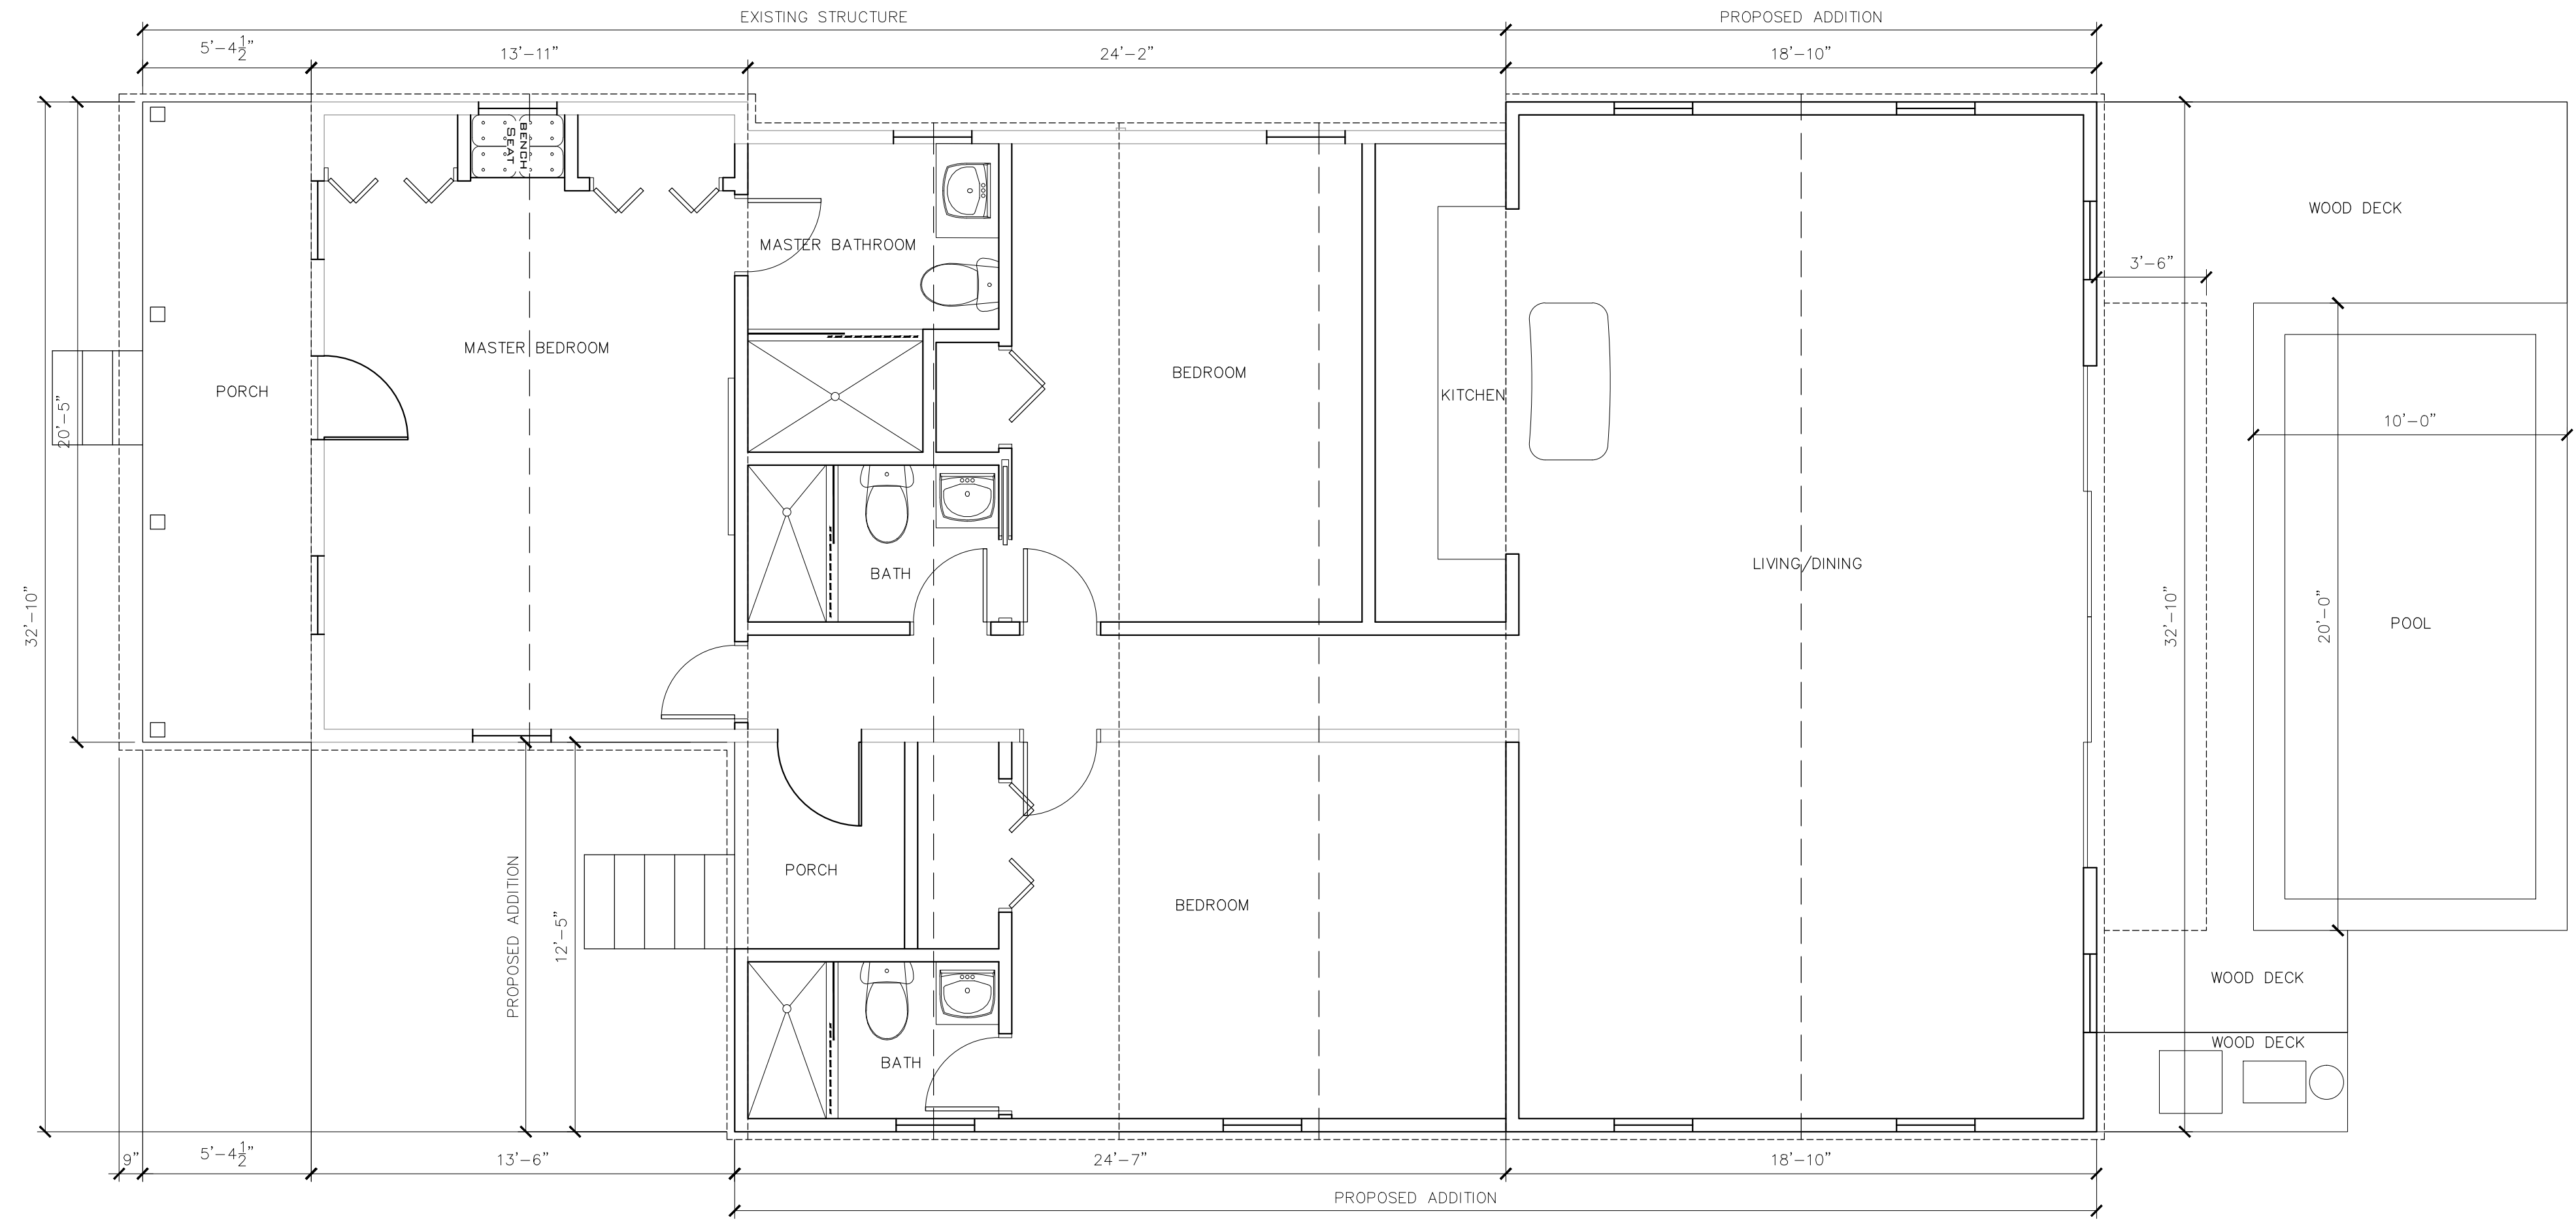 EXISTING STRUCTURE
PROPOSED ADDITION
5'-4½"
13'-11"
24'-2"
18'-10"
BENCH
SEAT
WOOD DECK
MASTER BATHROOM
3'-6"
MASTER BEDROOM
BEDROOM
PORCH
KITCHEN
20'-5"
10'-0"
LIVING/DINING
BATH
32'-10"
32'-10"
20'-0"
POOL
PORCH
PROPOSED ADDITION
12'-5"
BEDROOM
WOOD DECK
WOOD DECK
BATH
9"
5'-4½"
13'-6"
24'-7"
18'-10"
PROPOSED ADDITION